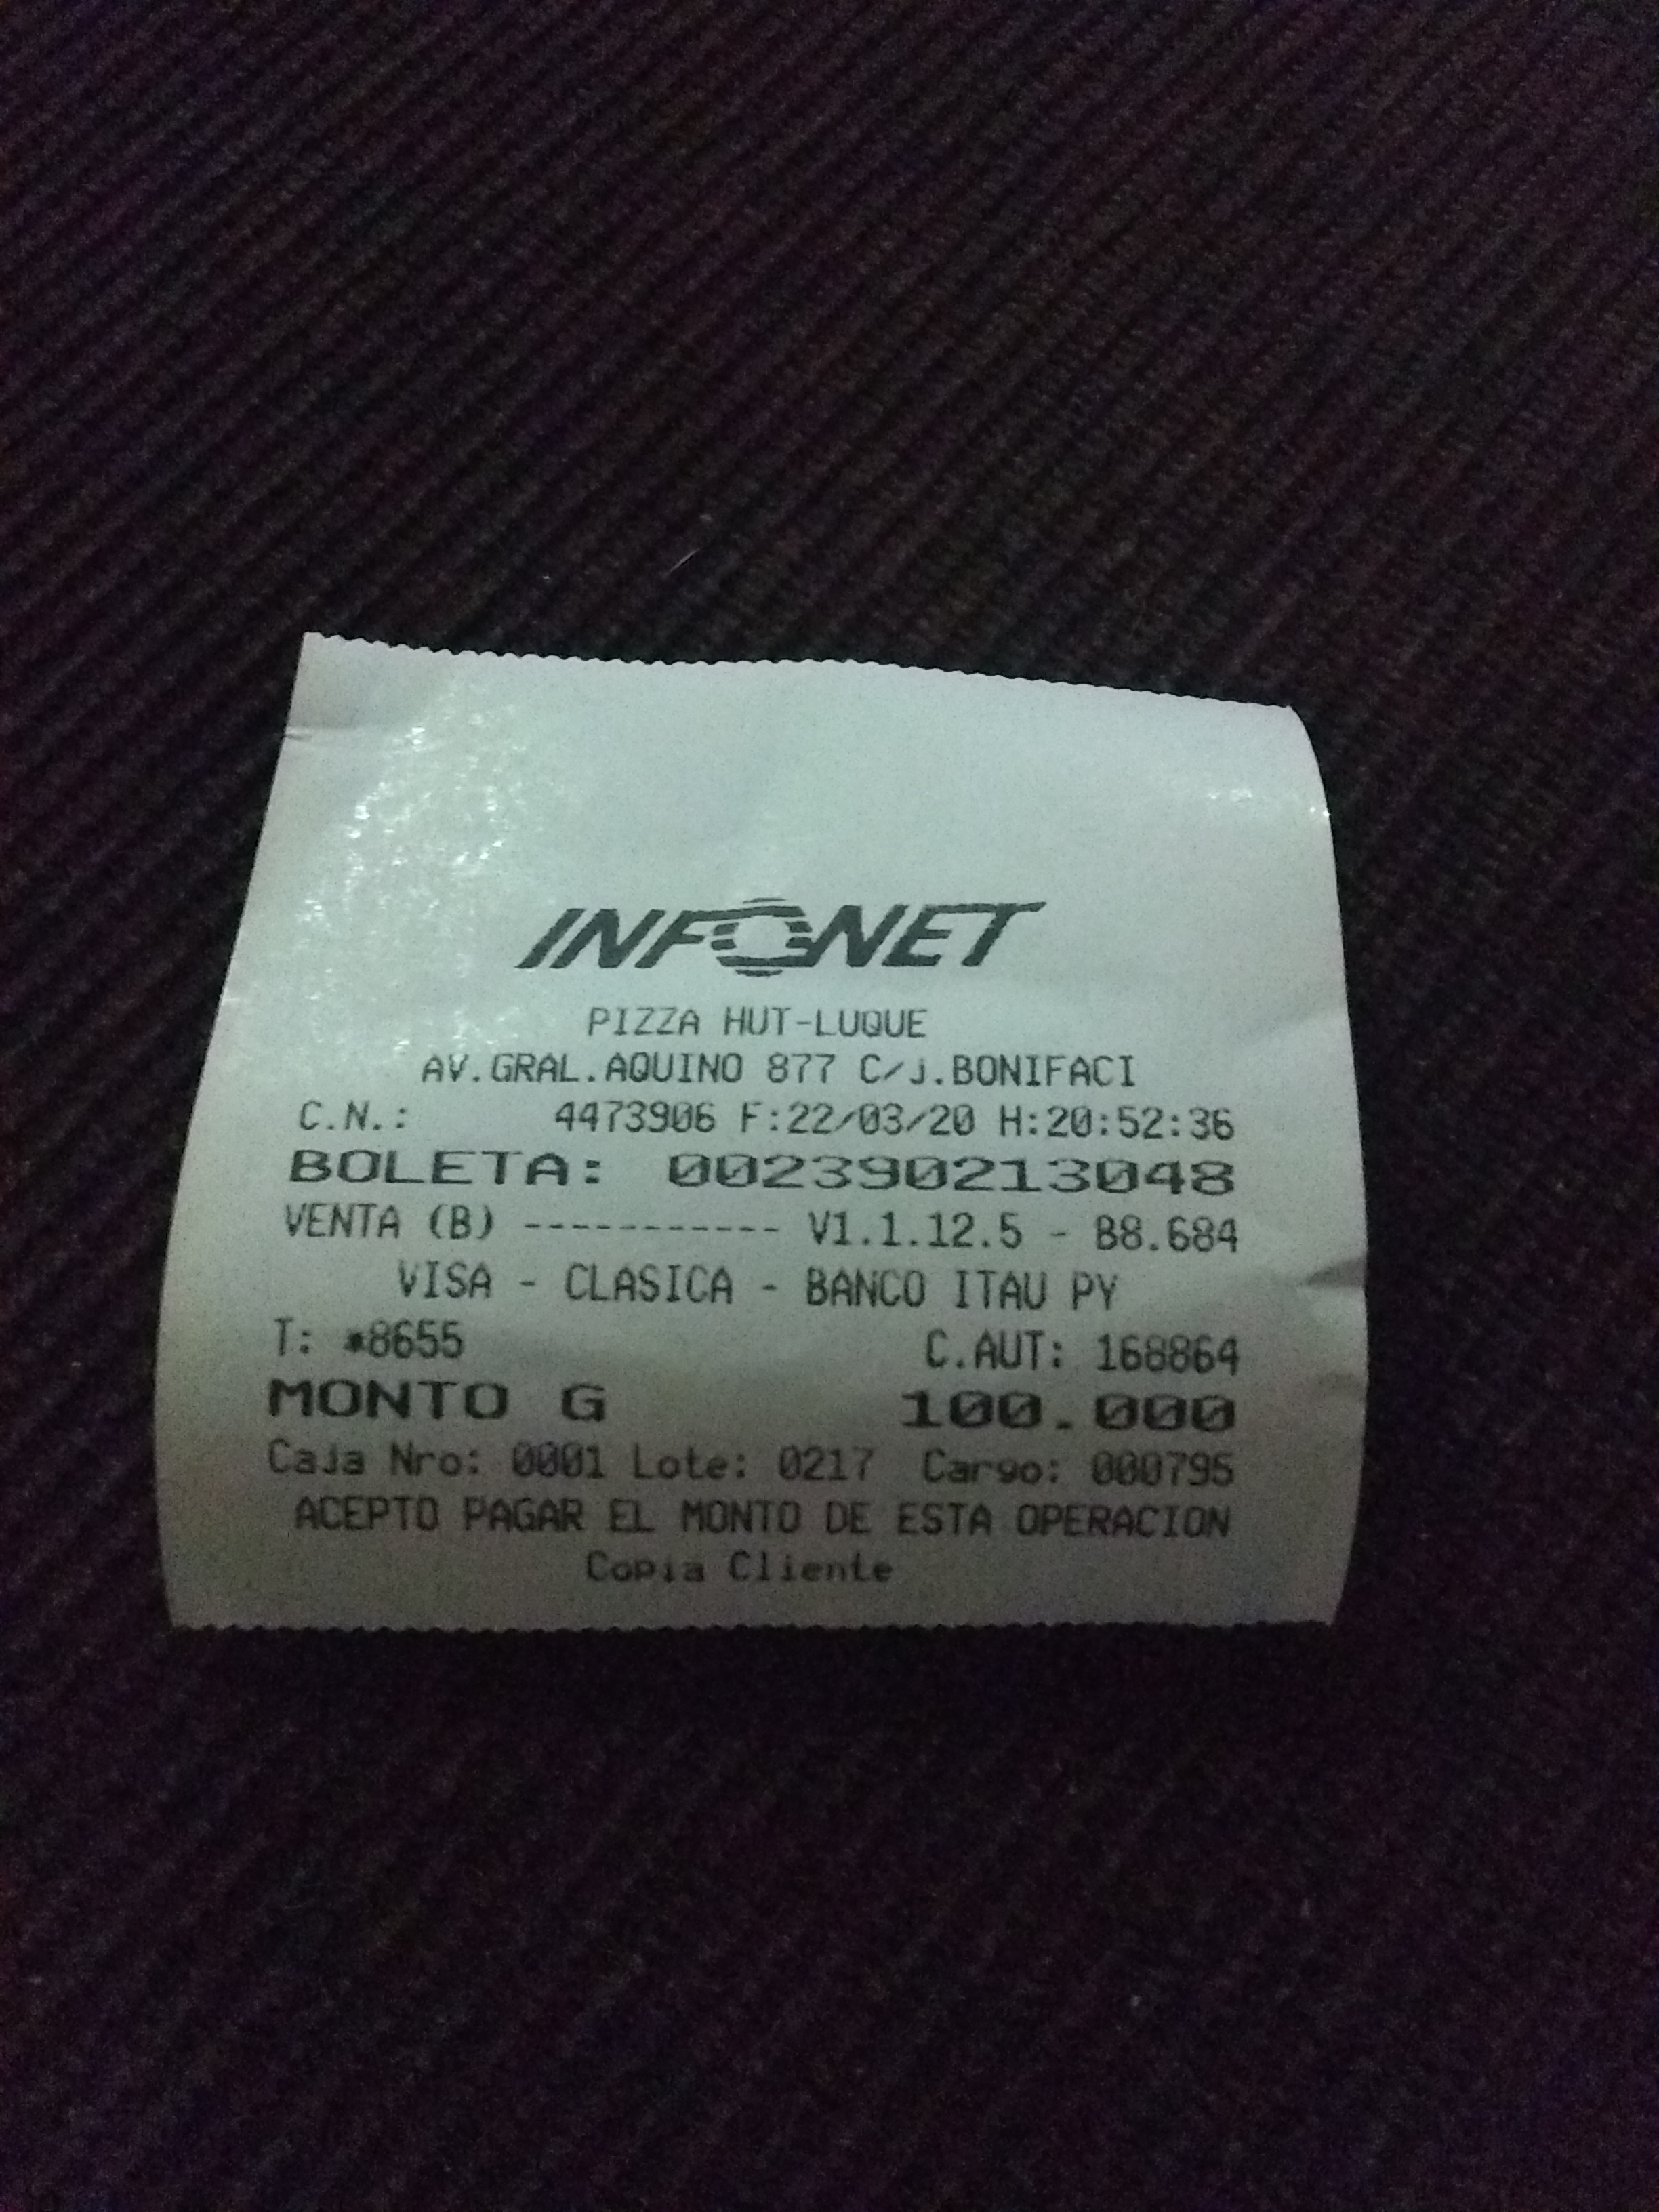 INFONET
PIZZA HUT-LUQUE
AV.GRAL.AQUINO 877 C/J.BONIFACI
C.N.: 4473906 F:22/03/20 H:20:52:36
BOLETA: 002390213048
VENTA (B) ----------- V1.1.12.5 - B8.684
VISA - CLASICA - BANCO ITAU PY
T: *8655 C.AUT: 168864
MONTO G 100.000
Caja Nro: 0001 Lote: 0217 Cargo: 000795
ACEPTO PAGAR EL MONTO DE ESTA OPERACION
Copia Cliente